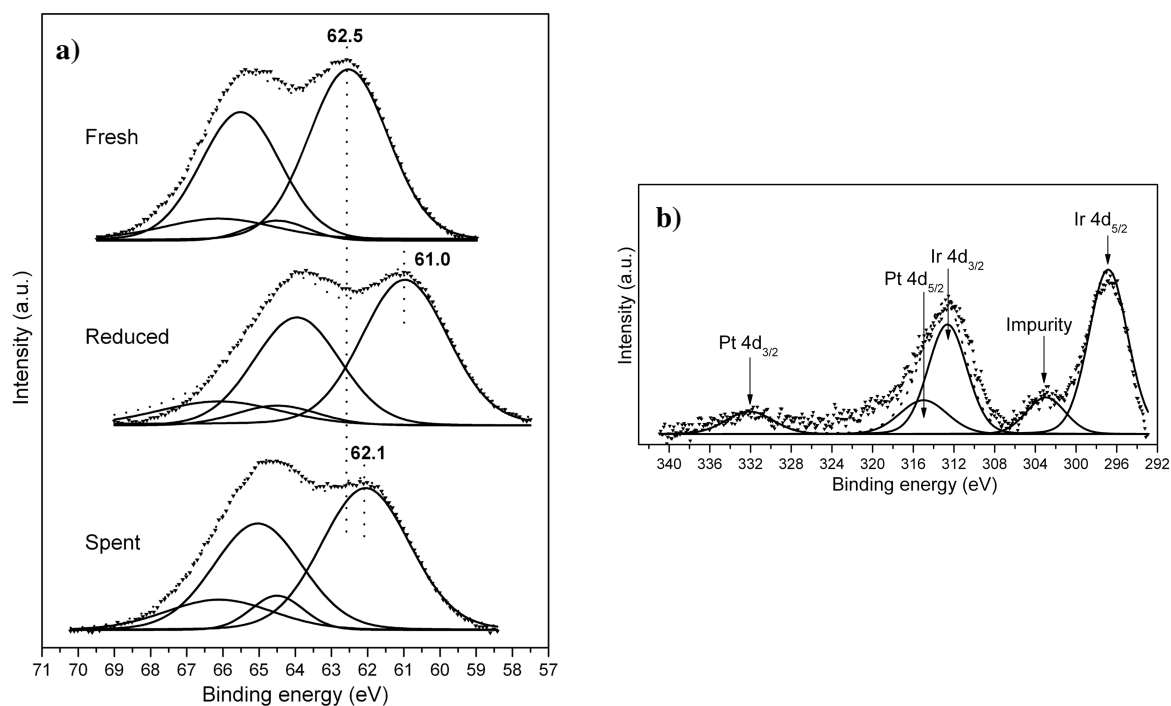 a)
62.5
Fresh
61.0
Reduced
62.1
Spent
Intensity (a.u.)
71 70 69 68 67 66 65 64 63 62 61 60 59 58 57
Binding energy (eV)
b)
Ir 4d5/2
Ir 4d3/2
Pt 4d5/2
Impurity
Pt 4d3/2
Intensity (a.u.)
340 336 332 328 324 320 316 312 308 304 300 296 292
Binding energy (eV)